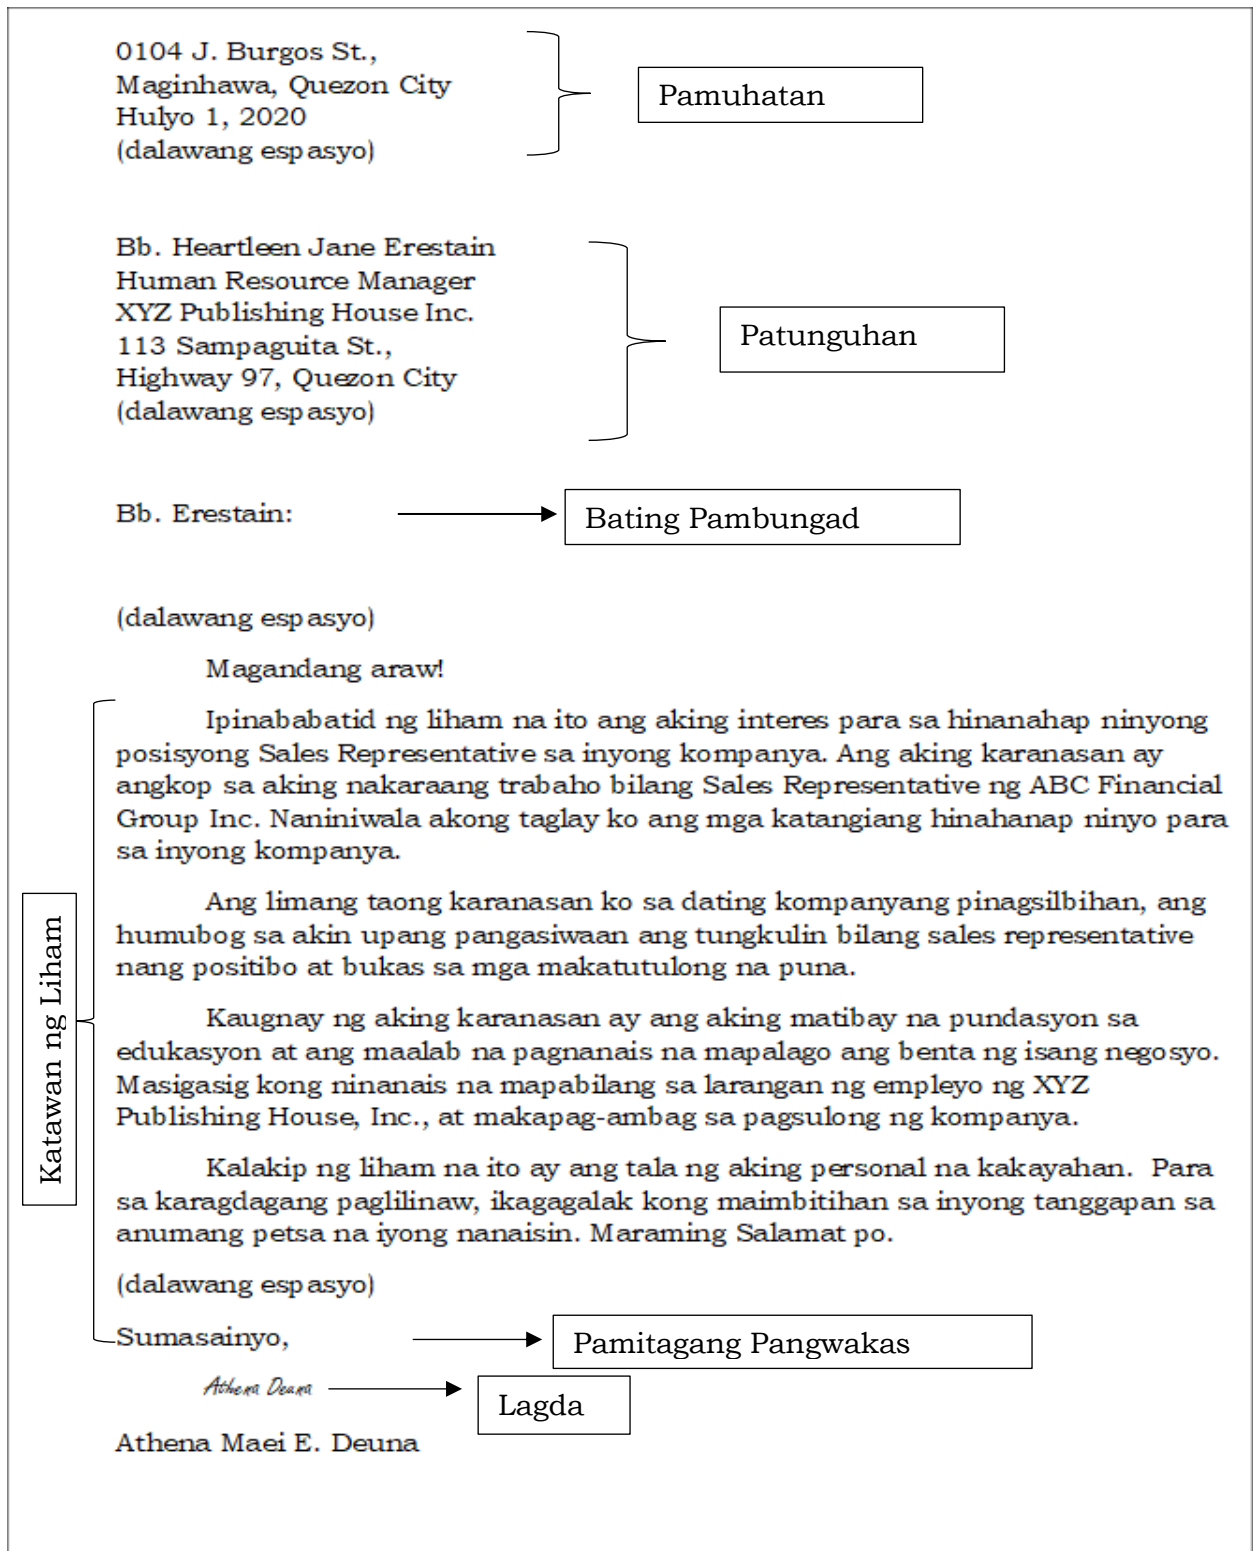 0104 J. Burgos St.,
Maginhawa, Quezon City
Hulyo 1, 2020
(dalawang espasyo)
Pamuhatan
Bb. Heartleen Jane Erestain
Human Resource Manager
XYZ Publishing House Inc.
113 Sampaguita St.,
Highway 97, Quezon City
(dalawang espasyo)
Patunguhan
Bb. Erestain:
Bating Pambungad
(dalawang espasyo)
Magandang araw!
Ipinababatid ng liham na ito ang aking interes para sa hinanahap ninyong
posisyong Sales Representative sa inyong kompanya. Ang aking karanasan ay
angkop sa aking nakaraang trabaho bilang Sales Representative ng ABC Financial
Group Inc. Naniniwala akong taglay ko ang mga katangiang hinahanap ninyo para
sa inyong kompanya.
Ang limang taong karanasan ko sa dating kompanyang pinagsilbihan, ang
humubog sa akin upang pangasiwaan ang tungkulin bilang sales representative
nang positibo at bukas sa mga makatutulong na puna.
Kaugnay ng aking karanasan ay ang aking matibay na pundasyon sa
edukasyon at ang maalab na pagnanais na mapalago ang benta ng isang negosyo.
Masigasig kong ninanais na mapabilang sa larangan ng empleyo ng XYZ
Publishing House, Inc., at makapag-ambag sa pagsulong ng kompanya.
Kalakip ng liham na ito ay ang tala ng aking personal na kakayahan.  Para
sa karagdagang paglilinaw, ikagagalak kong maimbitihan sa inyong tanggapan sa
anumang petsa na iyong nanaisin. Maraming Salamat po.
Katawan ng Liham
(dalawang espasyo)
Sumasainyo,
Pamitagang Pangwakas
Athena Deuna
Lagda
Athena Maei E. Deuna